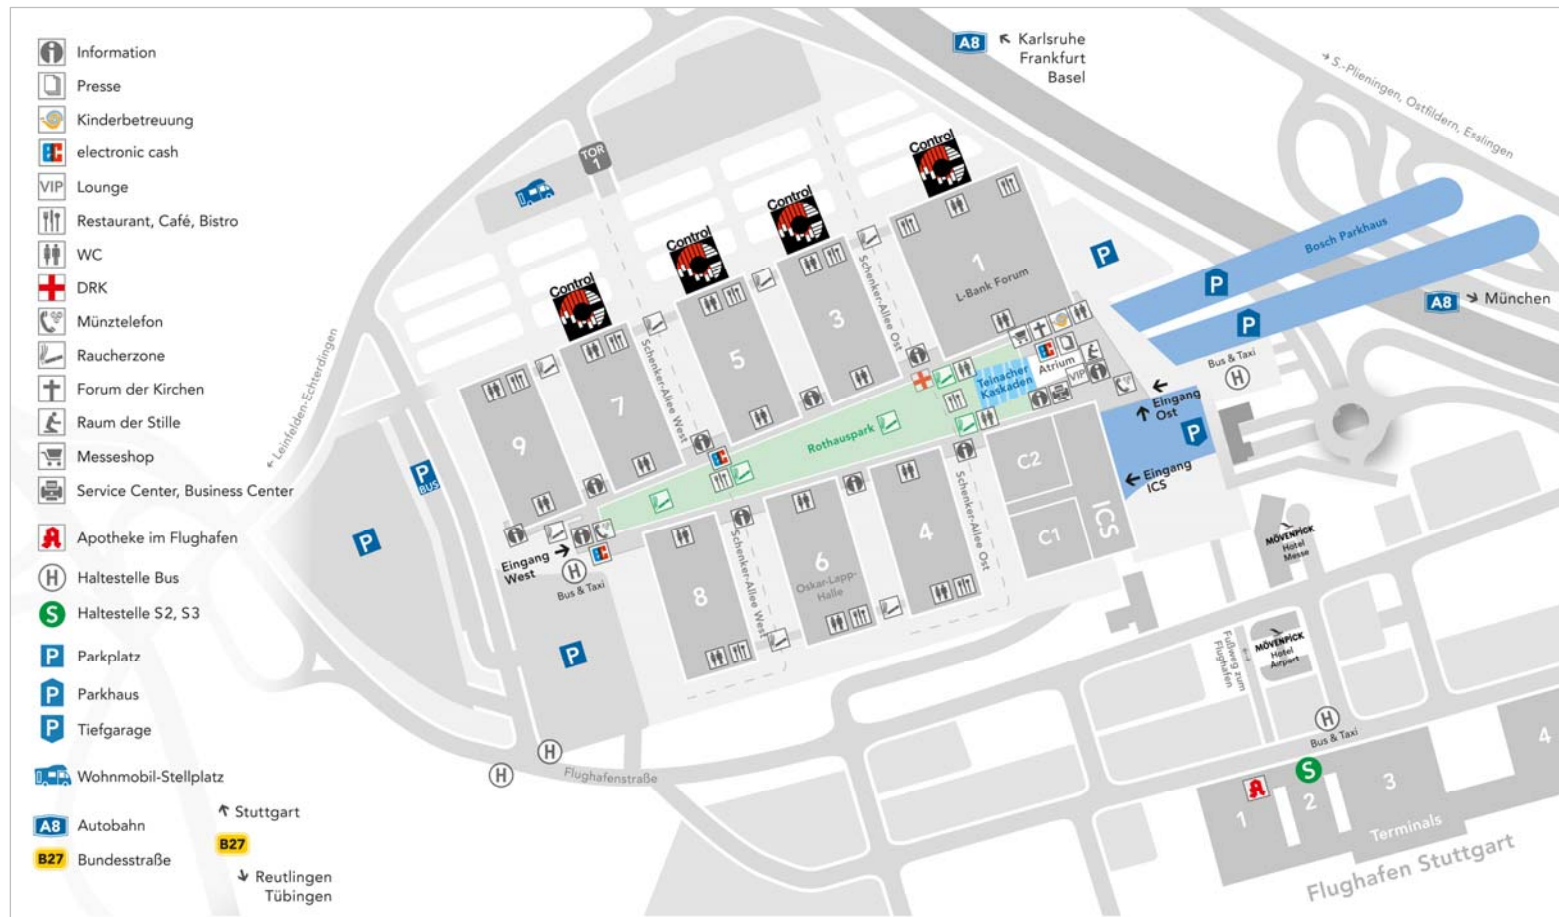 Information
Presse
Kinderbetreuung
electronic cash
VIP
Lounge
Restaurant, Café, Bistro
WC
DRK
Münztelefon
Raucherzone
Forum der Kirchen
Raum der Stille
Messeshop
Service Center, Business Center
Apotheke im Flughafen
H
Haltestelle Bus
S
Haltestelle S2, S3
P
Parkplatz
P
Parkhaus
P
Tiefgarage
Wohnmobil-Stellplatz
A8
Autobahn
B27
Bundesstraße
↑ Stuttgart
B27
↓ Reutlingen
Tübingen
A8
↖ Karlsruhe
Frankfurt
Basel
→ S.-Plieningen, Ostfildern, Esslingen
A8
↘ München
Bosch Parkhaus
P
P
P
TOR
1
Control
Control
Control
Control
← Leinfelden-Echterdingen
P
BUS
P
P
1
L-Bank Forum
3
5
7
9
Schenker-Allee Ost
Schenker-Allee West
Rothauspark
Teinacher
Kaskaden
Atrium
VIP
Bus & Taxi
H
← Eingang
Ost
↑
P
← Eingang
ICS
C2
C1
ICS
4
6
Oskar-Lapp-
Halle
8
Schenker-Allee Ost
Schenker-Allee West
Eingang →
West
H
Bus & Taxi
H
H
Flughafenstraße
MÖVENPICK
Hotel
Messe
MÖVENPICK
Hotel
Airport
Fußweg zum
Flughafen
H
Bus & Taxi
S
1
2
3
4
Terminals
Flughafen Stuttgart